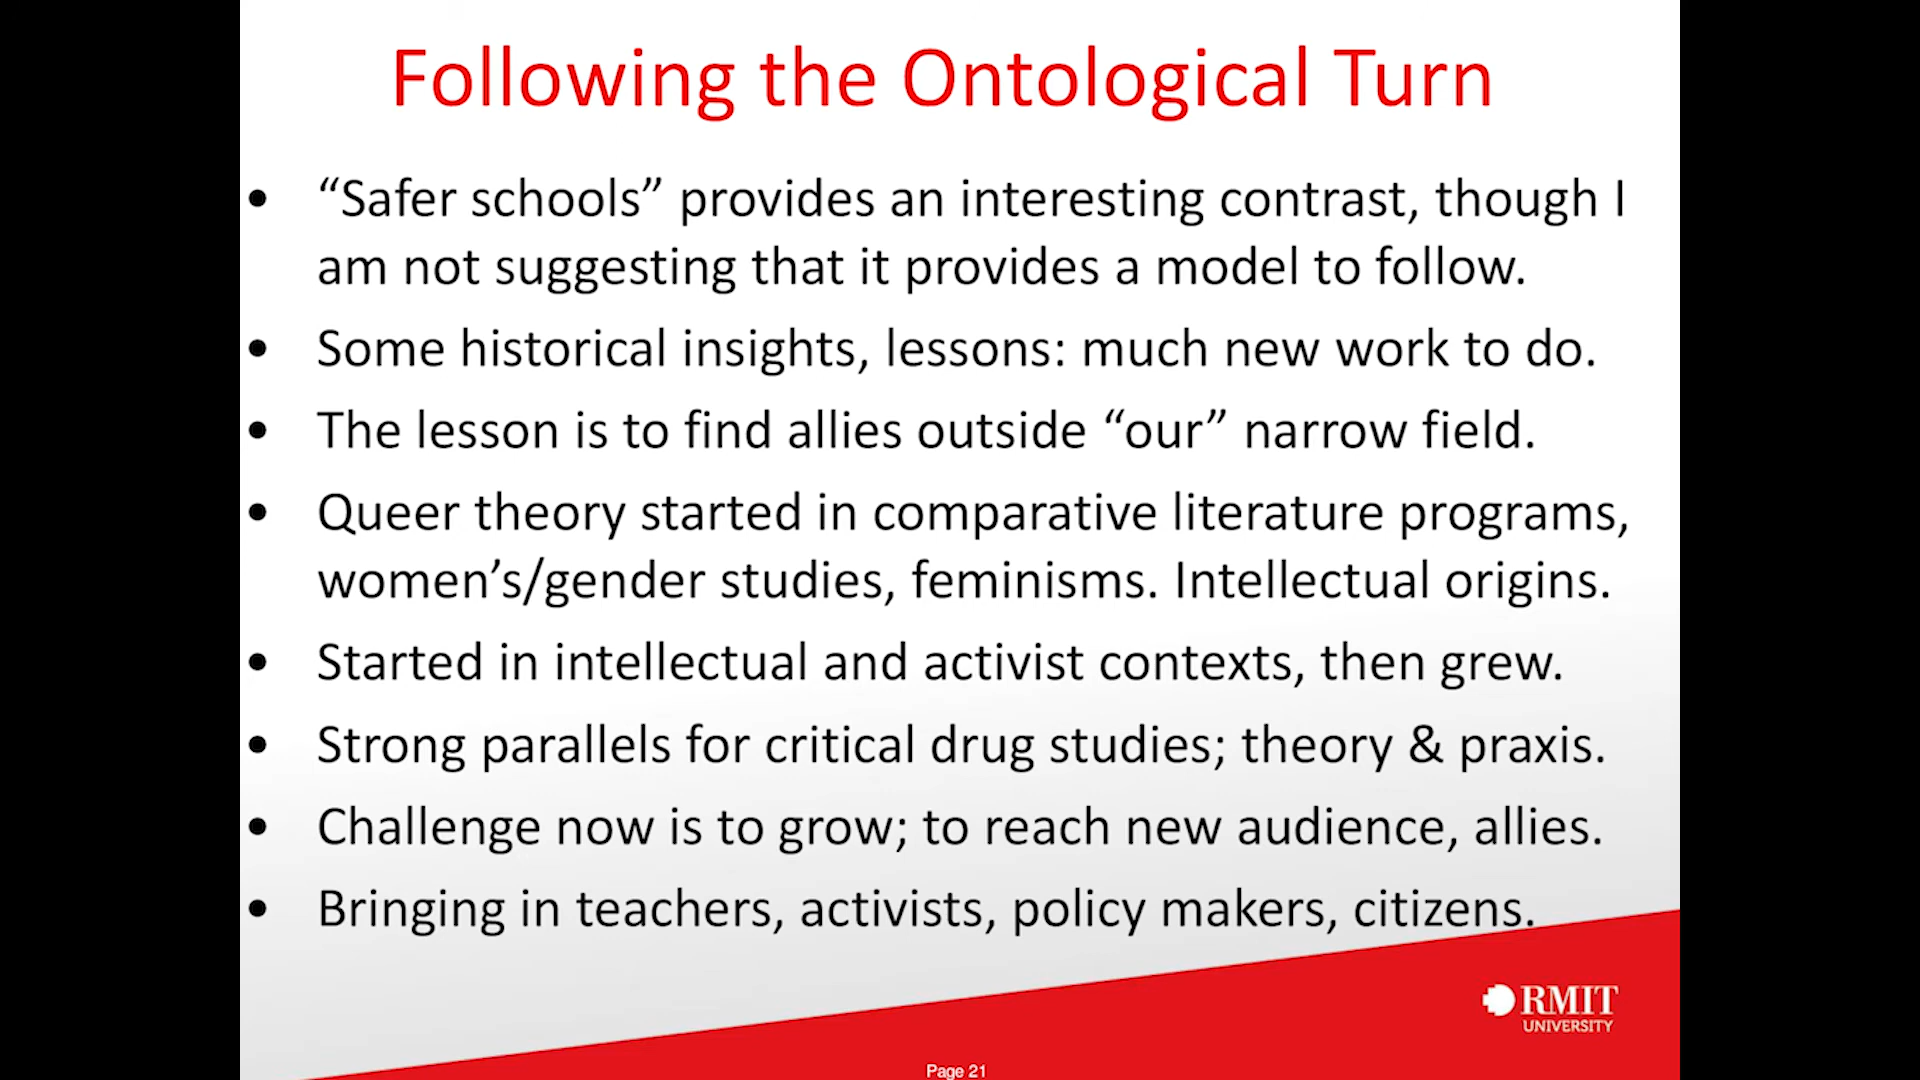 Following the Ontological Turn
• “Safer schools” provides an interesting contrast, though I
am not suggesting that it provides a model to follow.
• Some historical insights, lessons: much new work to do.
• The lesson is to find allies outside “our” narrow field.
• Queer theory started in comparative literature programs,
women’s/gender studies, feminisms. Intellectual origins.
• Started in intellectual and activist contexts, then grew.
• Strong parallels for critical drug studies; theory & praxis.
• Challenge now is to grow; to reach new audience, allies.
• Bringing in teachers, activists, policy makers, citizens.
RMIT
UNIVERSITY
Page 21